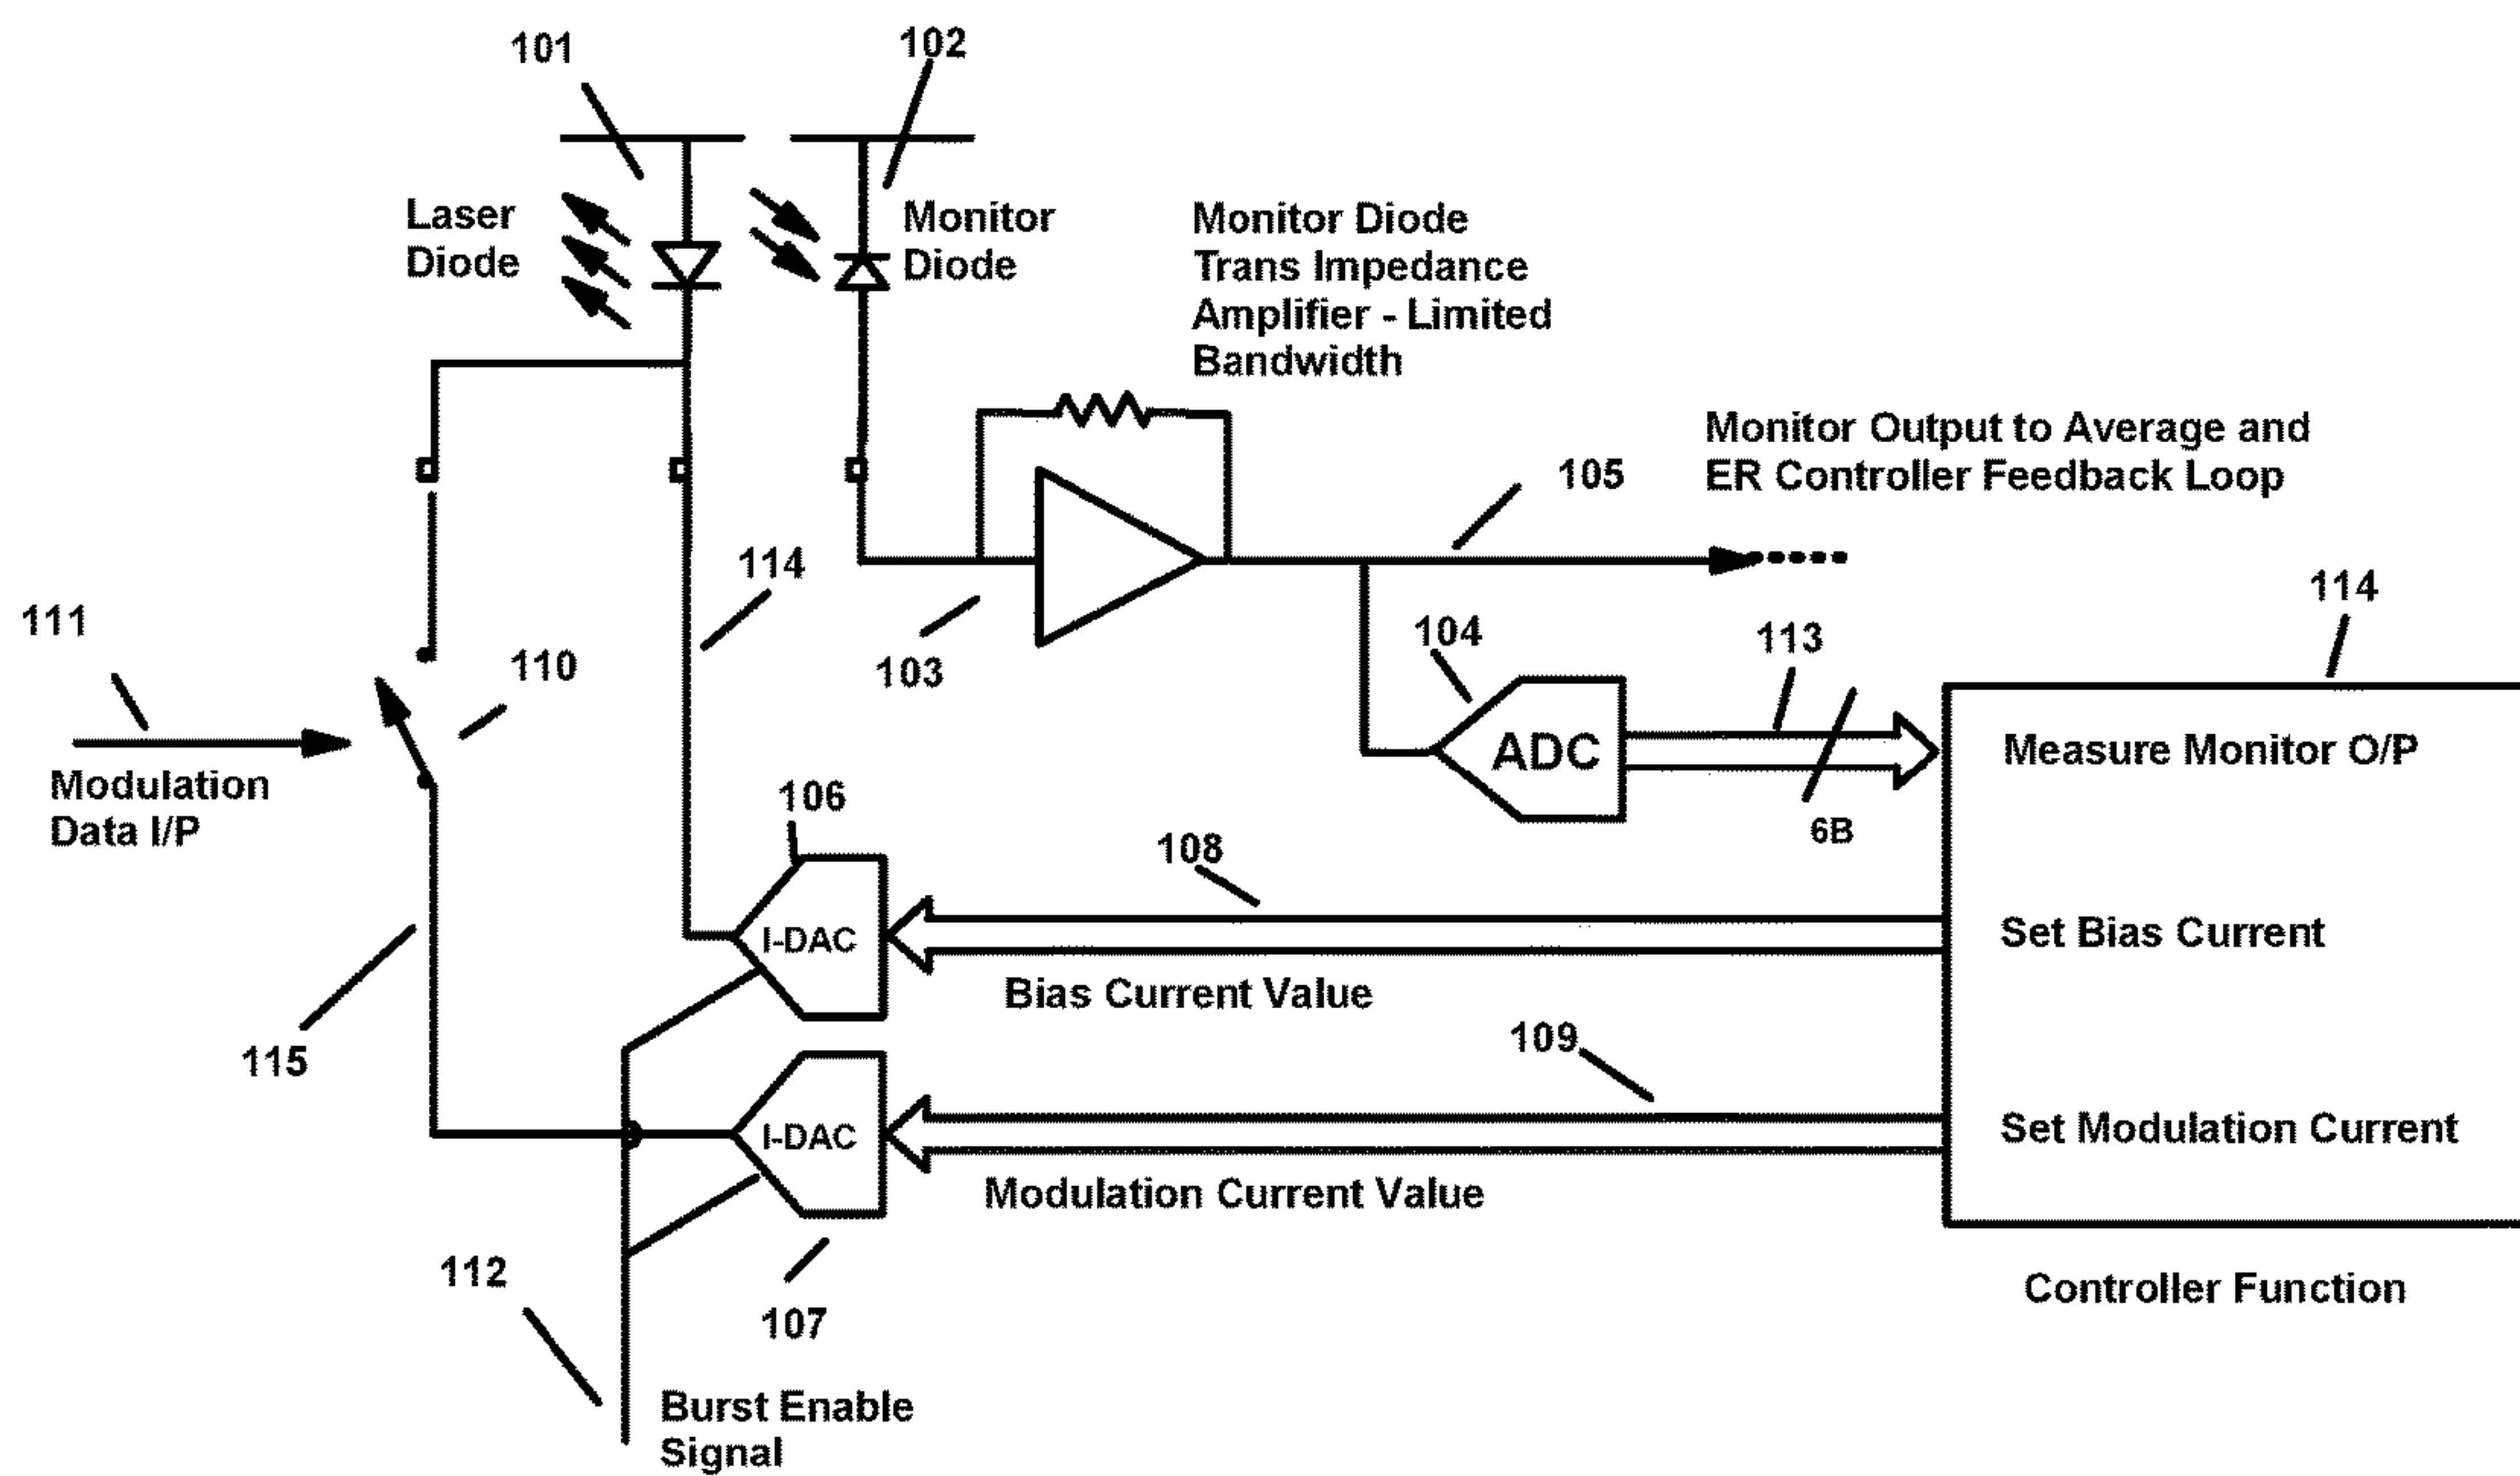 101
102
Laser
Diode
Monitor
Diode
Monitor Diode
Trans Impedance
Amplifier - Limited
Bandwidth
Monitor Output to Average and
ER Controller Feedback Loop
105
114
103
104
113
114
111
110
Modulation
Data I/P
ADC
6B
Measure Monitor O/P
106
108
I-DAC
Set Bias Current
Bias Current Value
115
109
I-DAC
Set Modulation Current
Modulation Current Value
112
107
Controller Function
Burst Enable
Signal